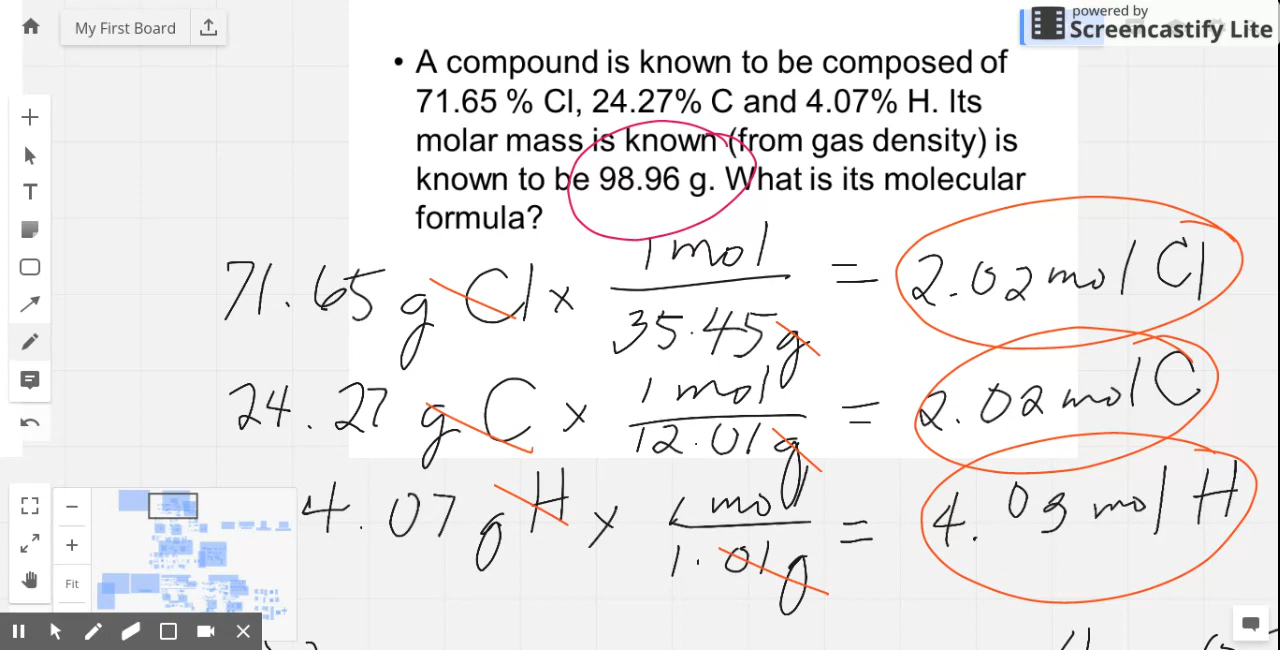 My First Board
powered by
Screencastify Lite
• A compound is known to be composed of
71.65 % Cl, 24.27% C and 4.07% H. Its
molar mass is known (from gas density) is
known to be 98.96 g. What is its molecular
formula?
71.65 g Cl × 1 mol / 35.45 g = 2.02 mol Cl
24.27 g C × 1 mol / 12.01 g = 2.02 mol C
4.07 g H × 1 mol / 1.01 g = 4.03 mol H
T
Fit